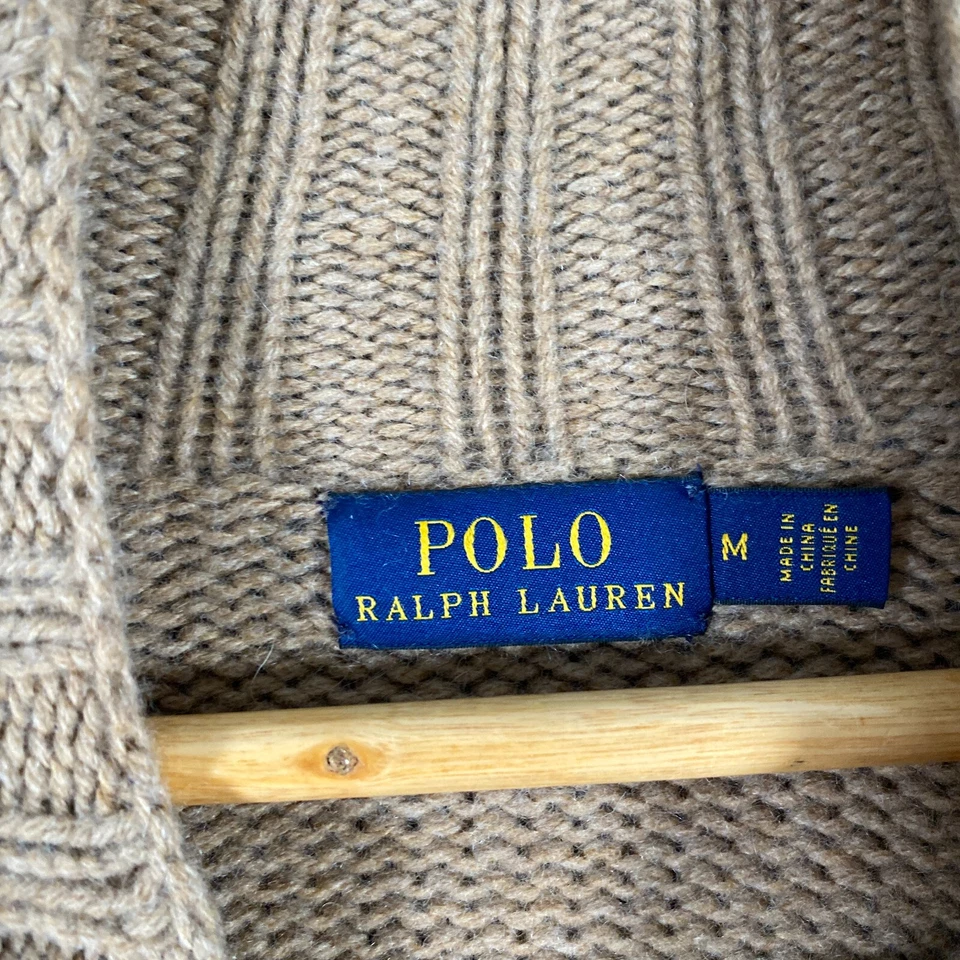 POLO
RALPH LAUREN
M
MADE IN
CHINA
FABRIQUÉ EN
CHINE